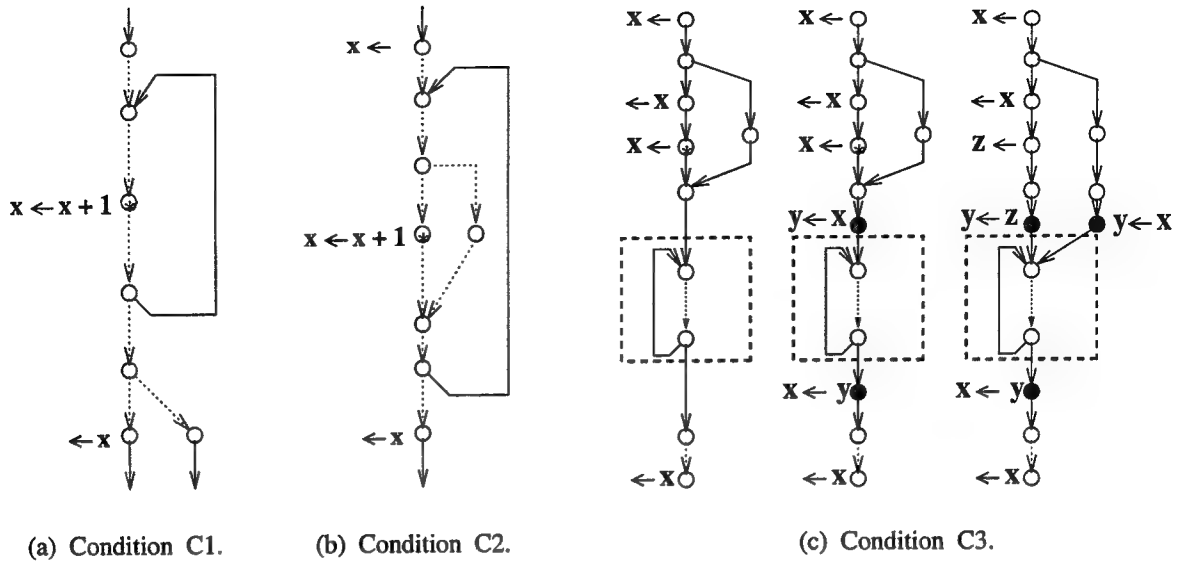 x ←
← x
x ←
← x
x ← x + 1
x ← x + 1
← x
← x
← x
x ←
← x
x ←
y ← x
x ← y
← x
x ←
← x
z ←
y ← z
y ← x
x ← y
← x
(a) Condition C1.
(b) Condition C2.
(c) Condition C3.